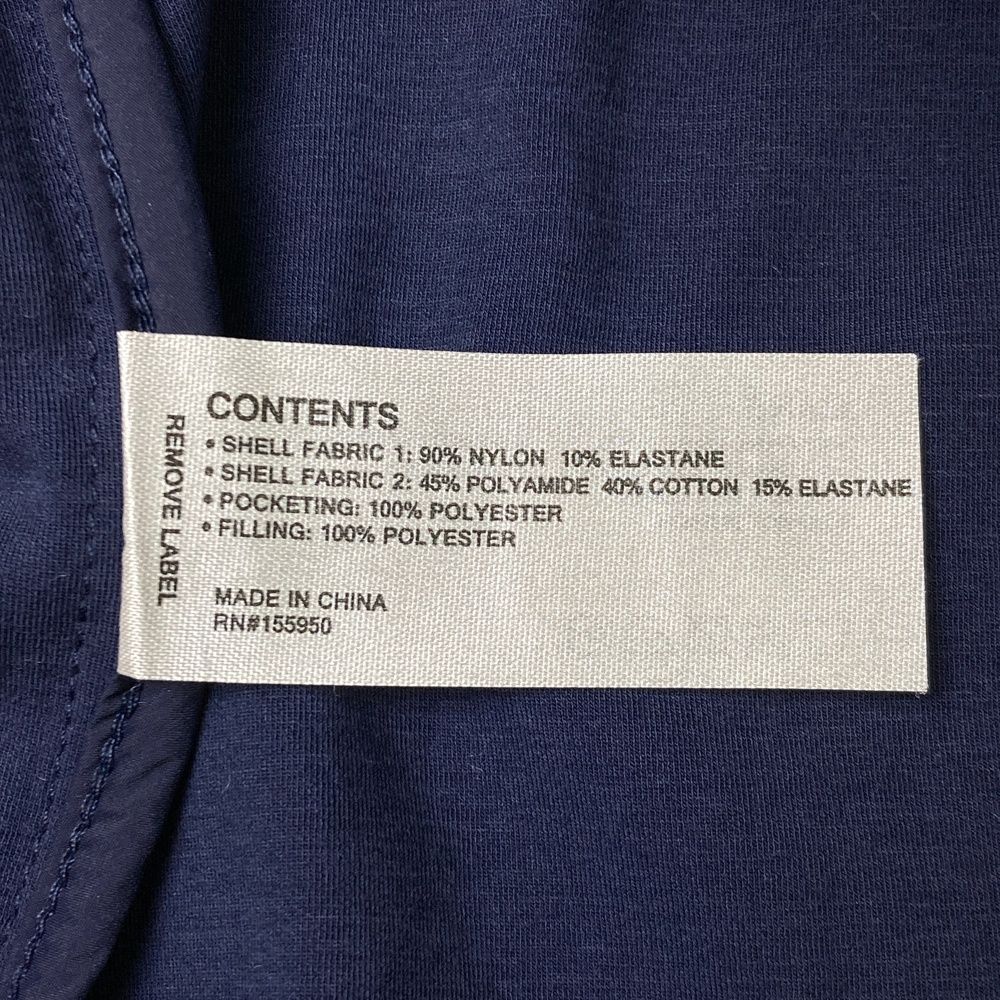 CONTENTS
• SHELL FABRIC 1: 90% NYLON 10% ELASTANE
• SHELL FABRIC 2: 45% POLYAMIDE 40% COTTON 15% ELASTANE
• POCKETING: 100% POLYESTER
• FILLING: 100% POLYESTER
MADE IN CHINA
RN#155950
REMOVE LABEL